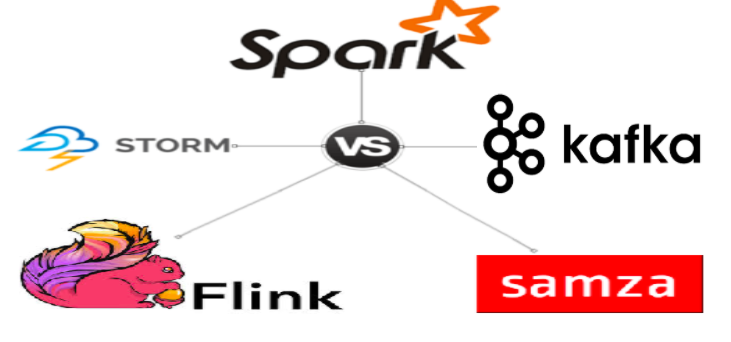 Spark
STORM
VS
kafka
Flink
samza